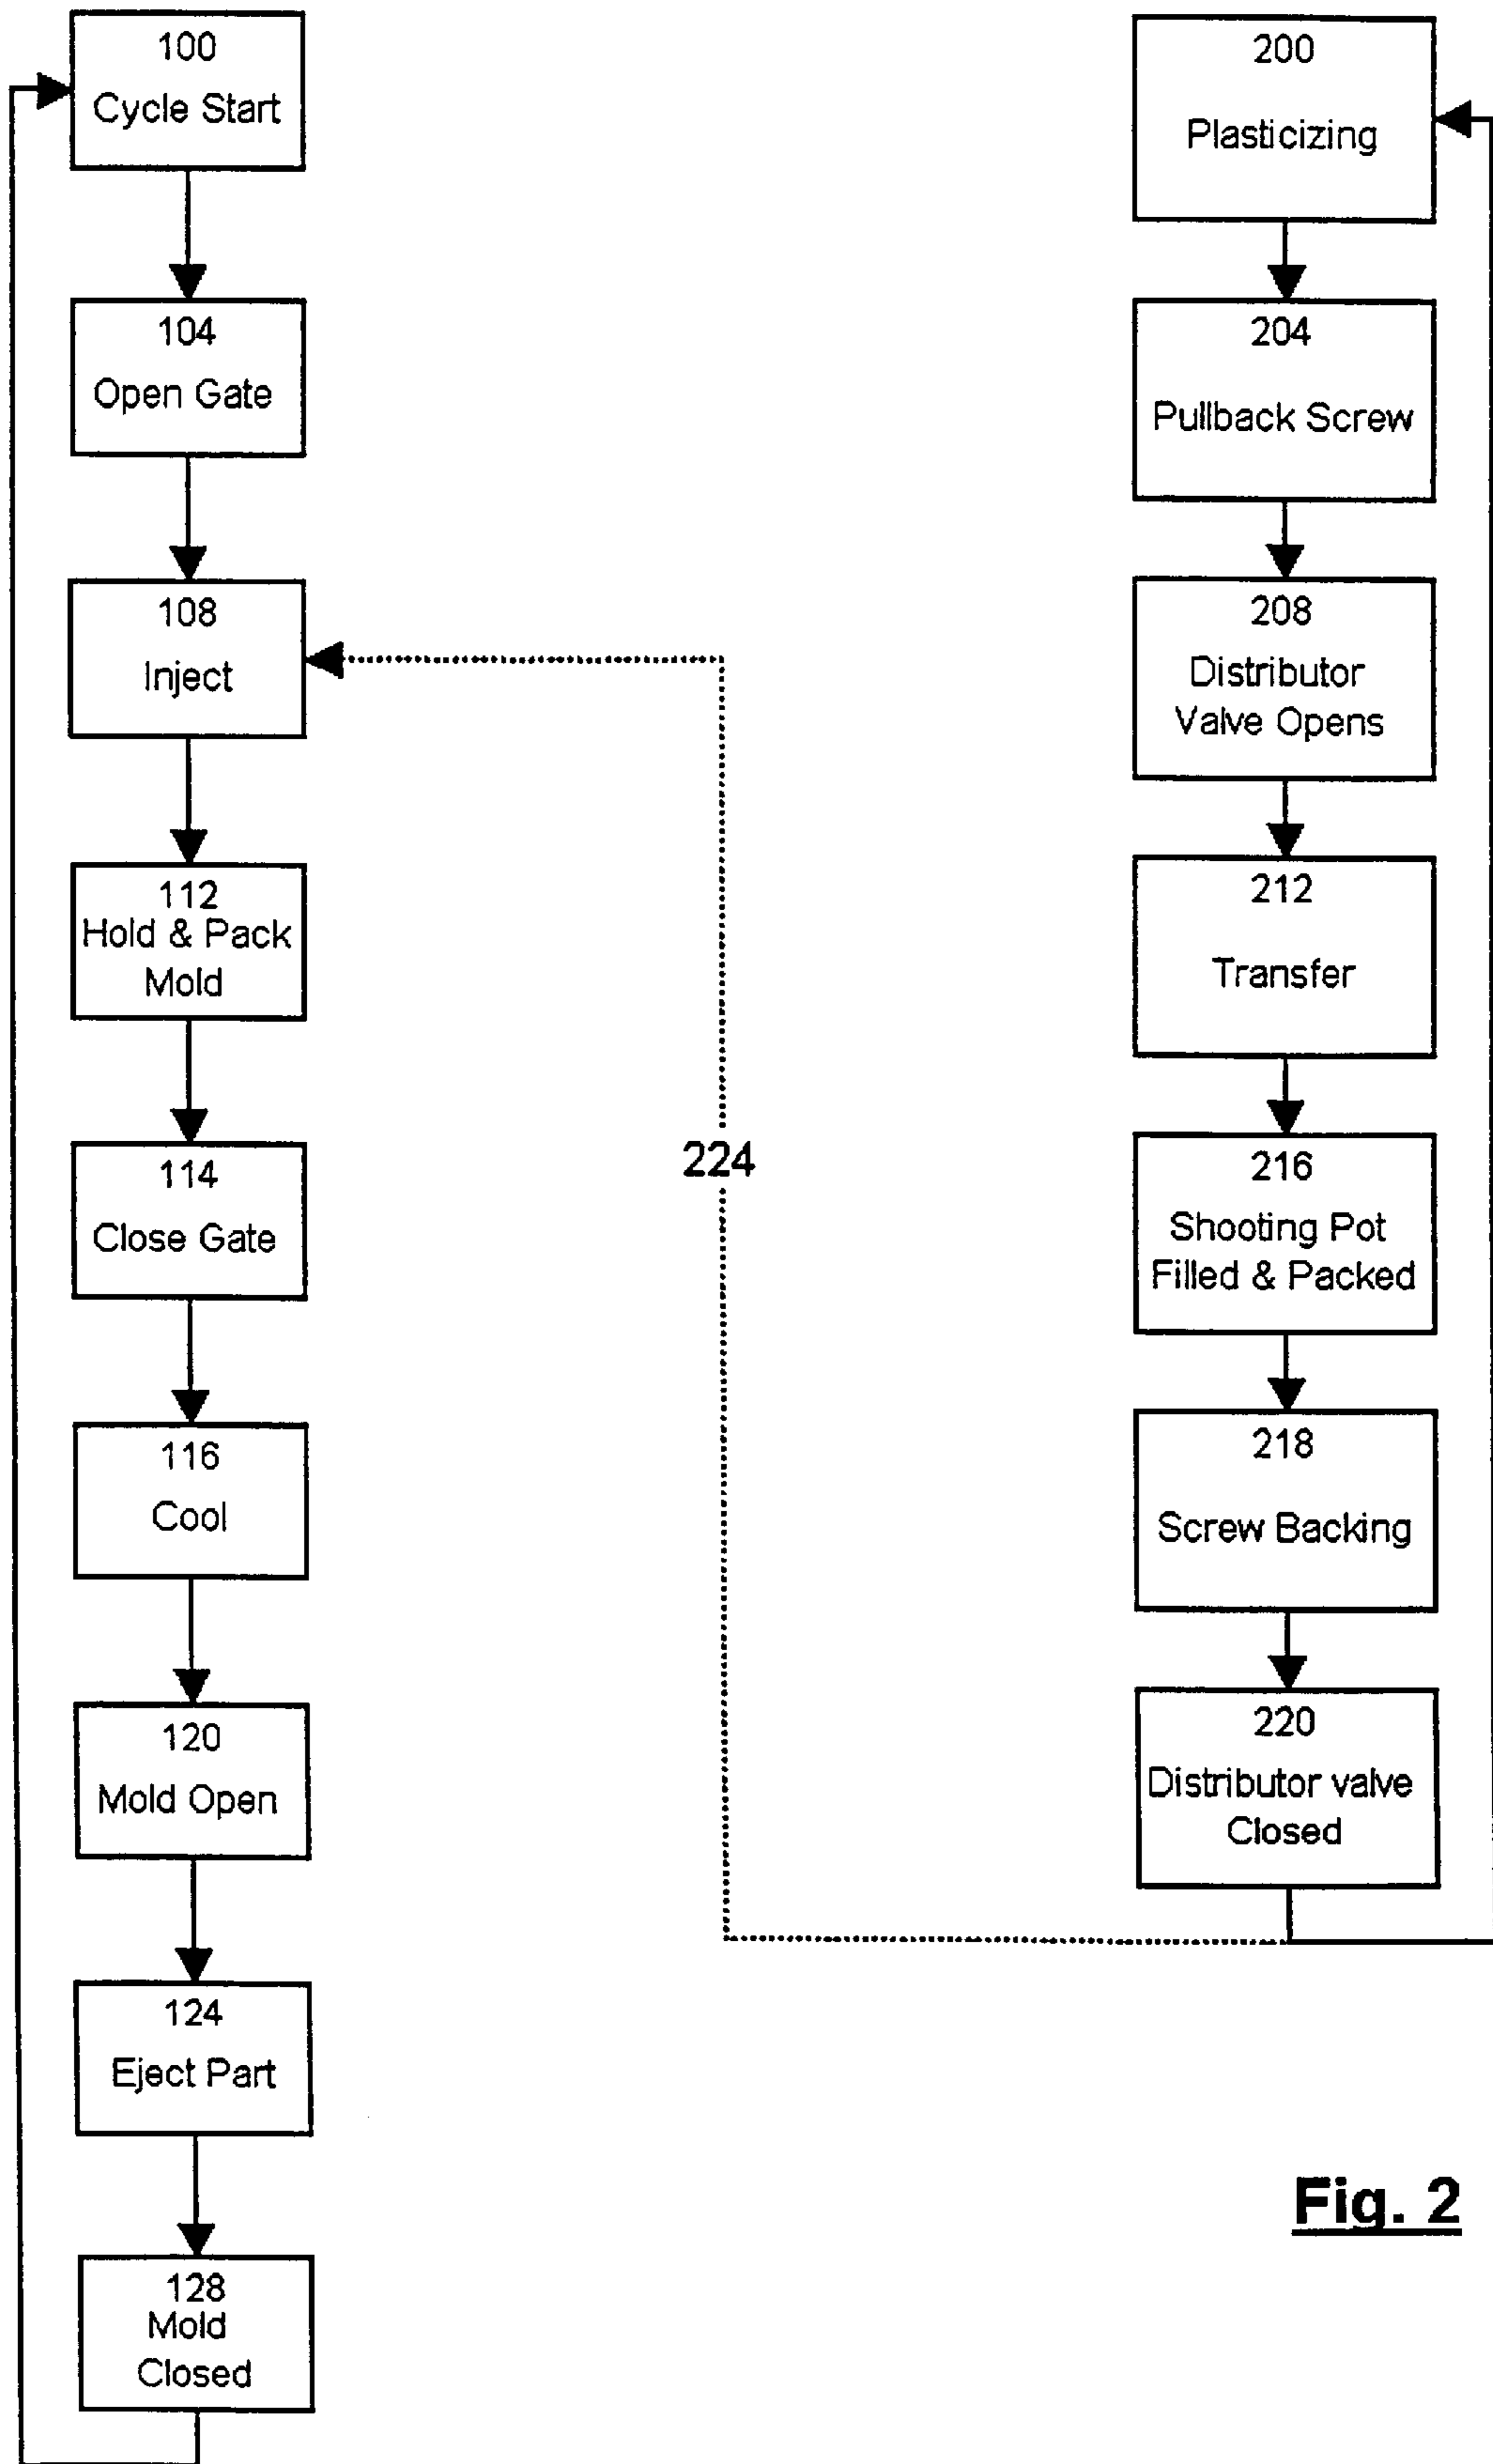 100
Cycle Start
104
Open Gate
108
Inject
112
Hold & Pack
Mold
114
Close Gate
116
Cool
120
Mold Open
124
Eject Part
128
Mold
Closed
224
200
Plasticizing
204
Pullback Screw
208
Distributor
Valve Opens
212
Transfer
216
Shooting Pot
Filled & Packed
218
Screw Backing
220
Distributor valve
Closed
Fig. 2